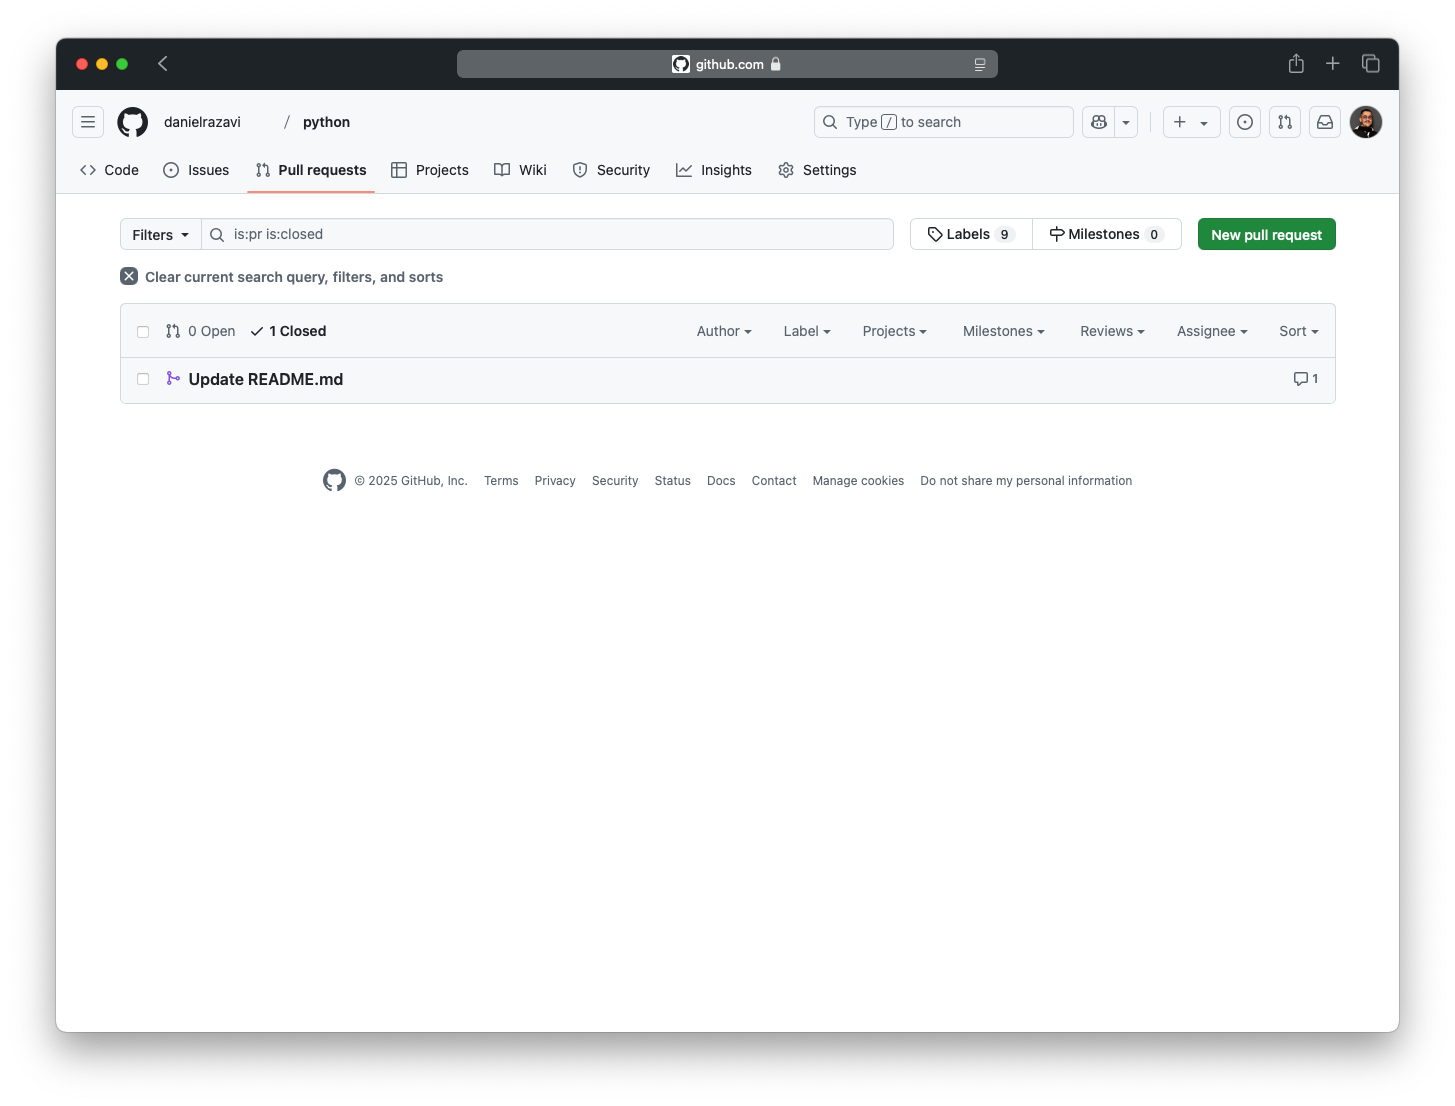 github.com
danielrazavi / python
Type / to search
Code Issues Pull requests Projects Wiki Insights Security Settings
Filters is:pr is:closed Labels 9 Milestones 0 New pull request
Clear current search query, filters, and sorts
0 Open 1 Closed Author Label Projects Milestones Reviews Assignee Sort
Update README.md 1
© 2025 GitHub, Inc. Terms Privacy Security Status Docs Contact Manage cookies Do not share my personal information